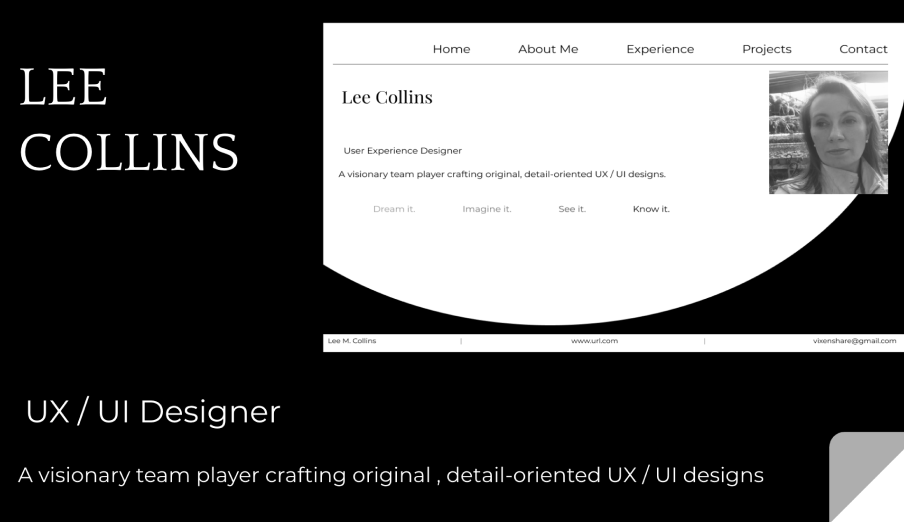 LEE
COLLINS
Home About Me Experience Projects Contact
Lee Collins
User Experience Designer
A visionary team player crafting original, detail-oriented UX / UI designs.
Dream it. Imagine it. See it. Know it.
Lee M. Collins | www.url.com | vixenshare@gmail.com
UX / UI Designer
A visionary team player crafting original , detail-oriented UX / UI designs